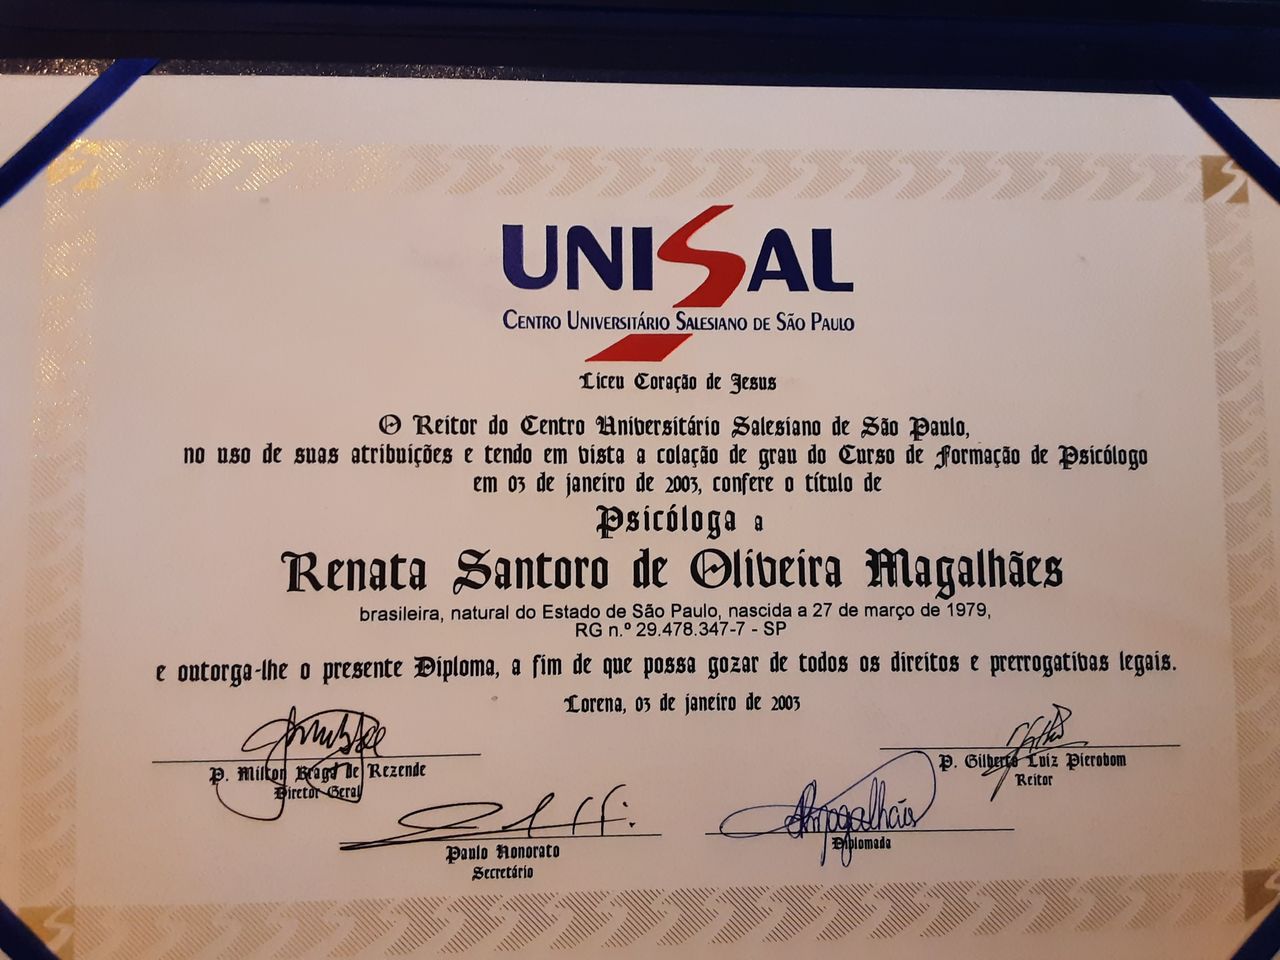 UNISAL
CENTRO UNIVERSITÁRIO SALESIANO DE SÃO PAULO
Liceu Coração de Jesus
O Reitor do Centro Universitário Salesiano de São Paulo,
no uso de suas atribuições e tendo em vista a colação de grau do Curso de Formação de Psicólogo
em 03 de janeiro de 2003, confere o título de
Psicóloga a
Renata Santoro de Oliveira Magalhães
brasileira, natural do Estado de São Paulo, nascida a 27 de março de 1979,
RG n.º 29.478.347-7 - SP
e outorga-lhe o presente Diploma, a fim de que possa gozar de todos os direitos e prerrogativas legais.
Lorena, 03 de janeiro de 2003
P. Milton Braga de Rezende
Diretor Geral
P. Gilberto Luiz Pierobom
Reitor
Paulo Honorato
Secretário
Diplomada